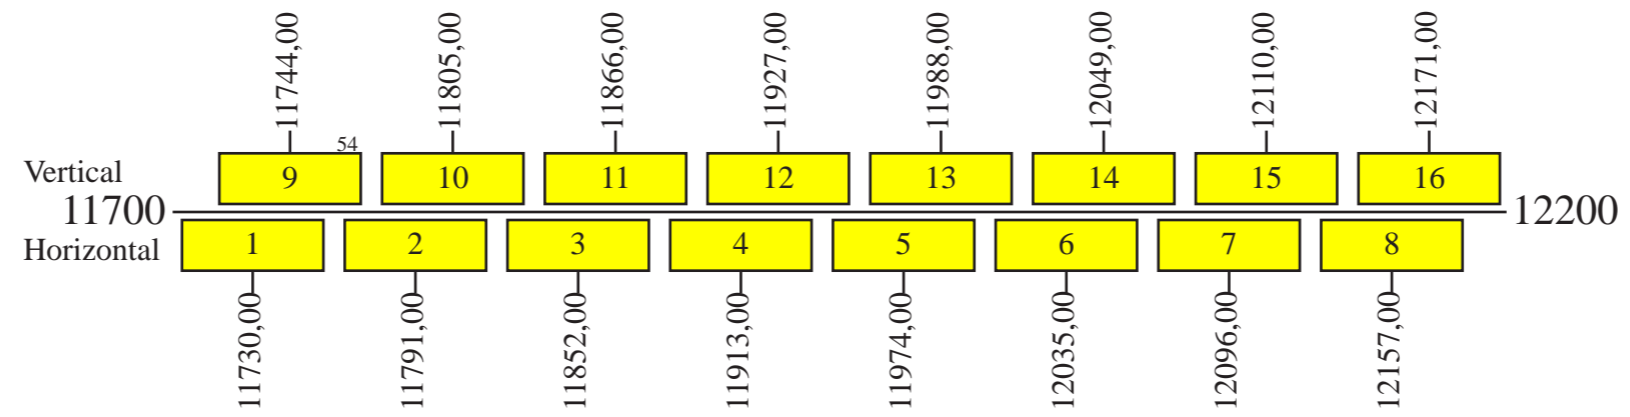 11744,00 11805,00 11866,00 11927,00 11988,00 12049,00 12110,00 12171,00
54
Vertical 9 10 11 12 13 14 15 16
11700 12200
Horizontal 1 2 3 4 5 6 7 8
11730,00 11791,00 11852,00 11913,00 11974,00 12035,00 12096,00 12157,00